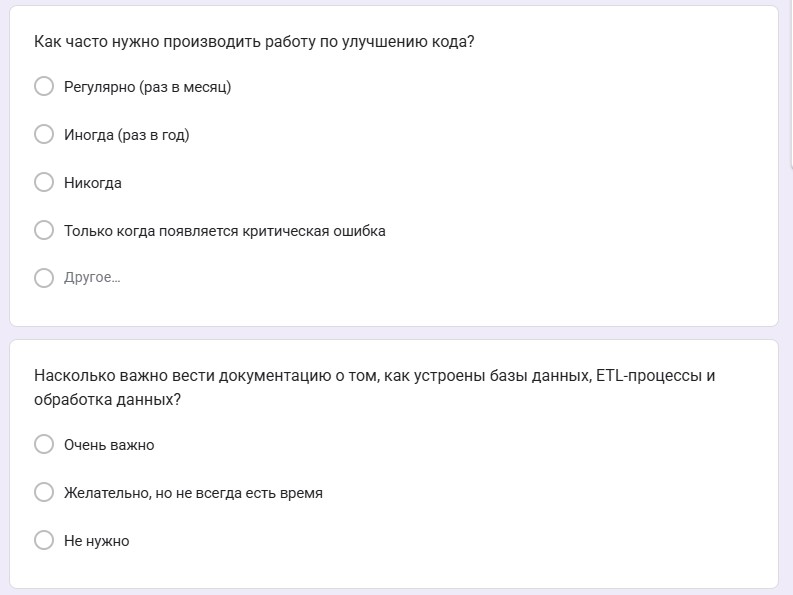 Как часто нужно производить работу по улучшению кода?
Регулярно (раз в месяц)
Иногда (раз в год)
Никогда
Только когда появляется критическая ошибка
Другое…
Насколько важно вести документацию о том, как устроены базы данных, ETL-процессы и
обработка данных?
Очень важно
Желательно, но не всегда есть время
Не нужно